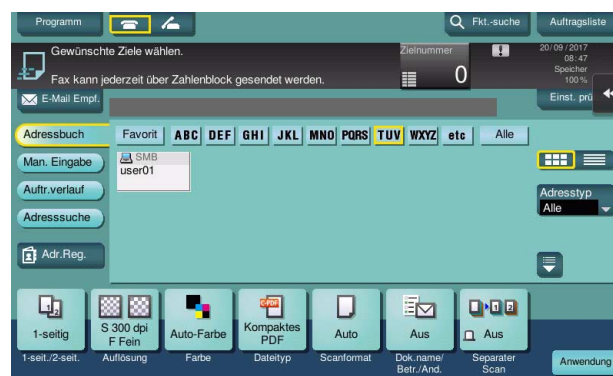 Programm
Fkt.-suche
Auftragsliste
Gewünschte Ziele wählen.
Zielnummer
20/09/2017
08:47
Speicher
100%
Fax kann jederzeit über Zahlenblock gesendet werden.
0
E-Mail Empf.
Einst. prü
Adressbuch
Favorit ABC DEF GHI JKL MNO PQRS TUV WXYZ etc Alle
Man. Eingabe
SMB
user01
Auftr.verlauf
Adresstyp
Alle
Adresssuche
Adr.Reg.
1-seitig
S 300 dpi
F Fein
Auto-Farbe
Kompaktes
PDF
Auto
Aus
Aus
1-seit./2-seit.
Auflösung
Farbe
Dateityp
Scanformat
Dok.name/
Betr./And.
Separater
Scan
Anwendung